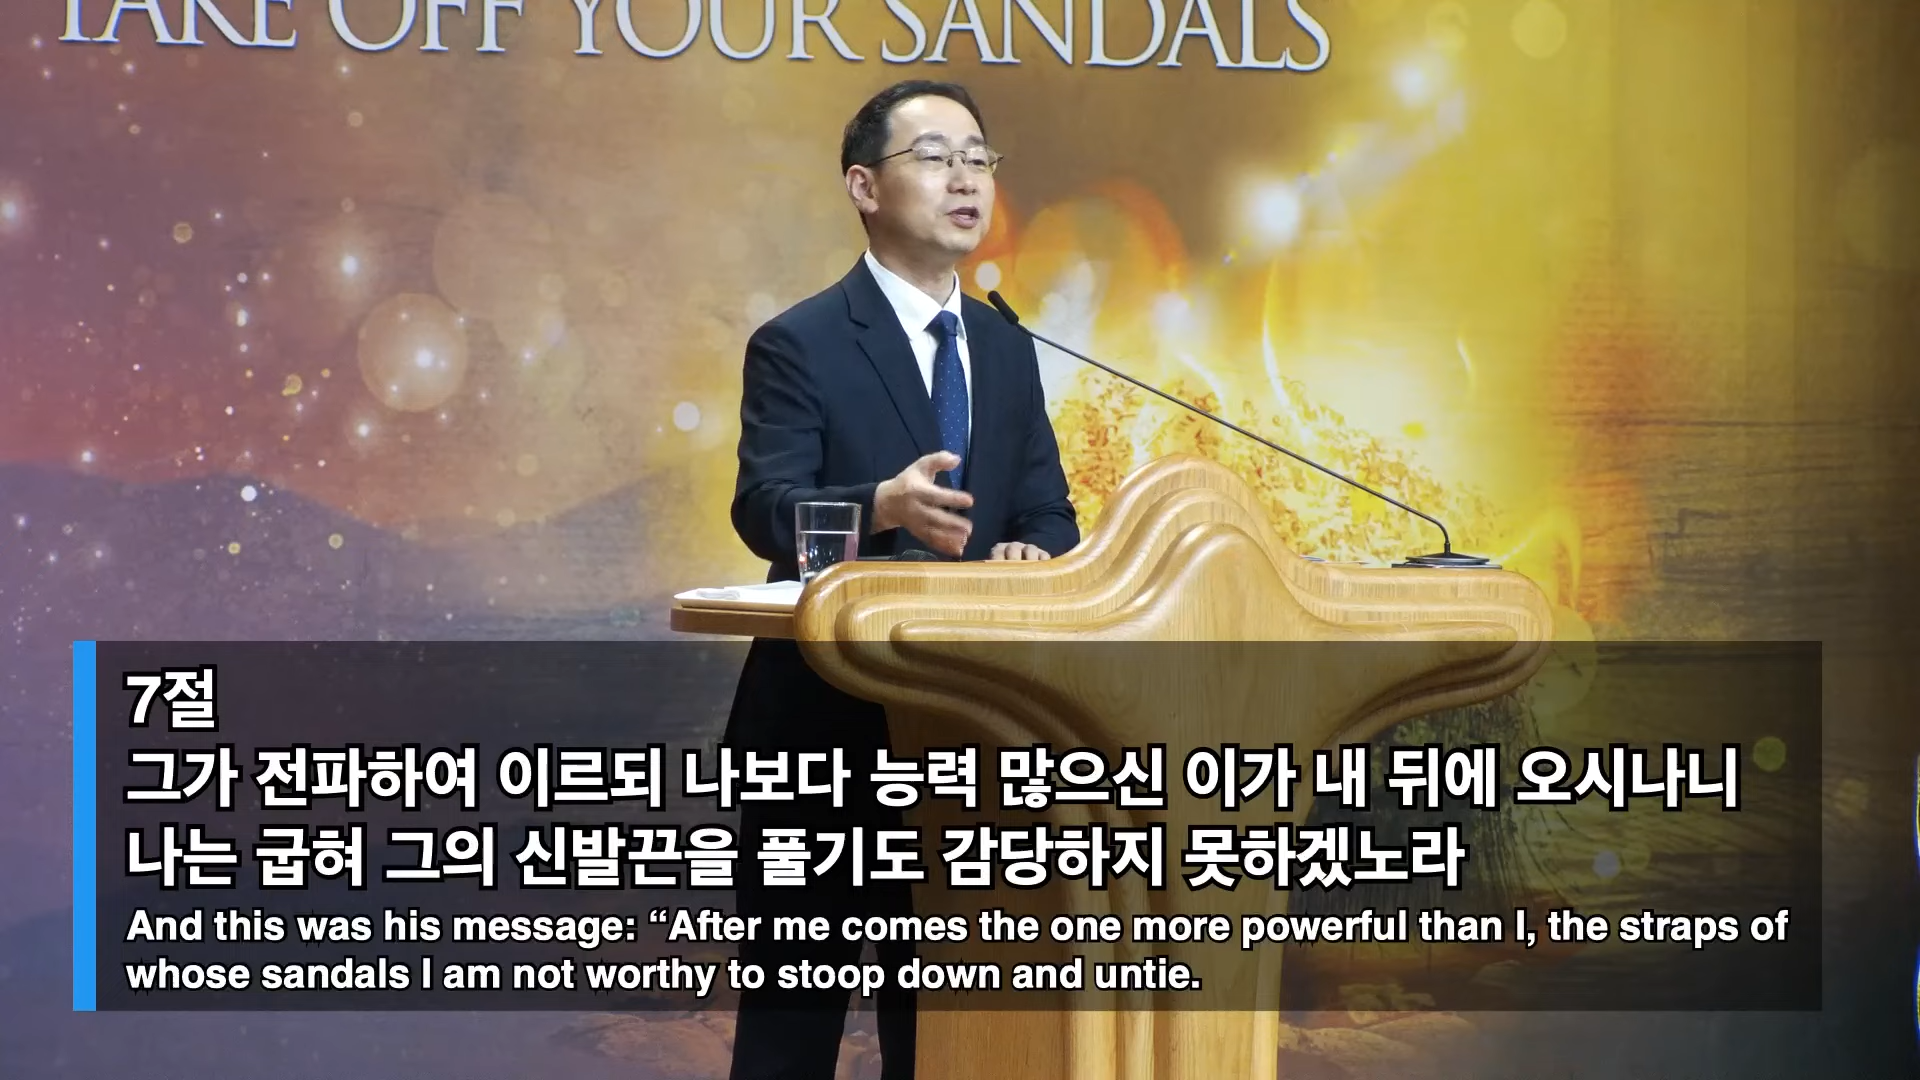 TAKE OFF YOUR SANDALS
7절
그가 전파하여 이르되 나보다 능력 많으신 이가 내 뒤에 오시나니
나는 굽혀 그의 신발끈을 풀기도 감당하지 못하겠노라
And this was his message: “After me comes the one more powerful than I, the straps of
whose sandals I am not worthy to stoop down and untie.